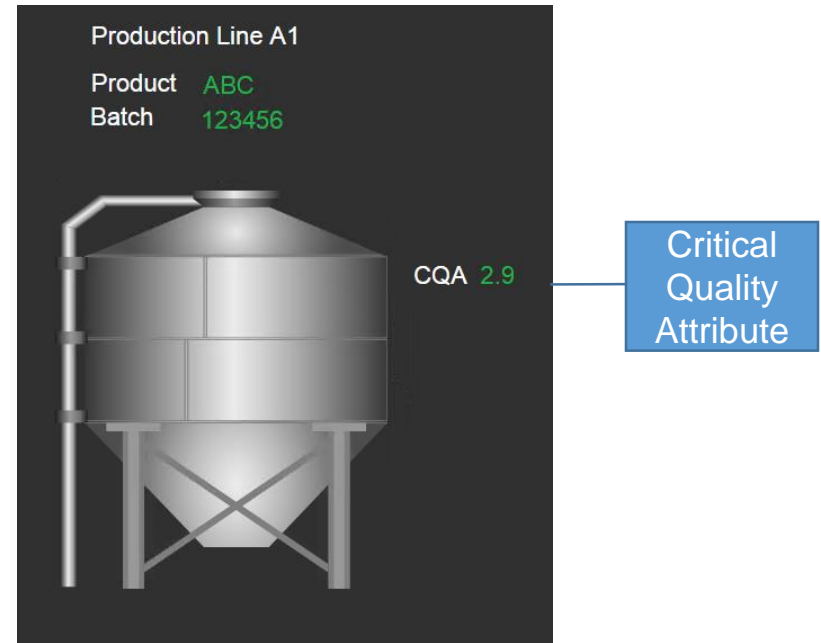 Production Line A1
Product ABC
Batch 123456
CQA 2.9
Critical
Quality
Attribute